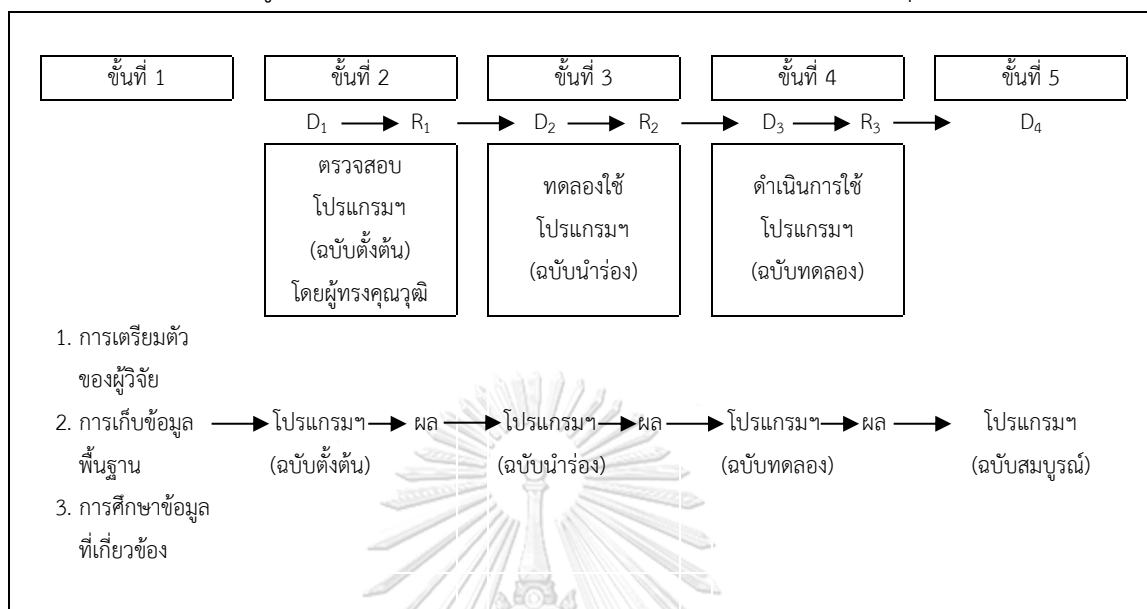 ขั้นที่ 1 ขั้นที่ 2 ขั้นที่ 3 ขั้นที่ 4 ขั้นที่ 5
D1 R1 D2 R2 D3 R3 D4
ตรวจสอบ
โปรแกรมฯ
(ฉบับตั้งต้น)
โดยผู้ทรงคุณวุฒิ
ทดลองใช้
โปรแกรมฯ
(ฉบับนำร่อง)
ดำเนินการใช้
โปรแกรมฯ
(ฉบับทดลอง)
1. การเตรียมตัว
ของผู้วิจัย
2. การเก็บข้อมูล
พื้นฐาน
3. การศึกษาข้อมูล
ที่เกี่ยวข้อง
โปรแกรมฯ ผล โปรแกรมฯ ผล โปรแกรมฯ ผล โปรแกรมฯ
(ฉบับตั้งต้น) (ฉบับนำร่อง) (ฉบับทดลอง) (ฉบับสมบูรณ์)